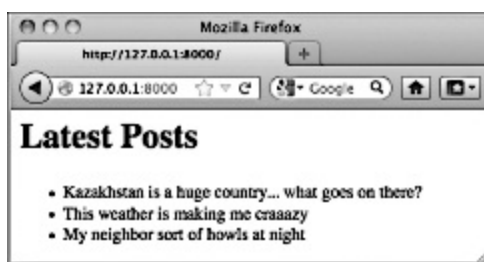 Mozilla Firefox
http://127.0.0.1:8000/
+
127.0.0.1:8000 Google
Latest Posts
• Kazakhstan is a huge country... what goes on there?
• This weather is making me craaazy
• My neighbor sort of howls at night